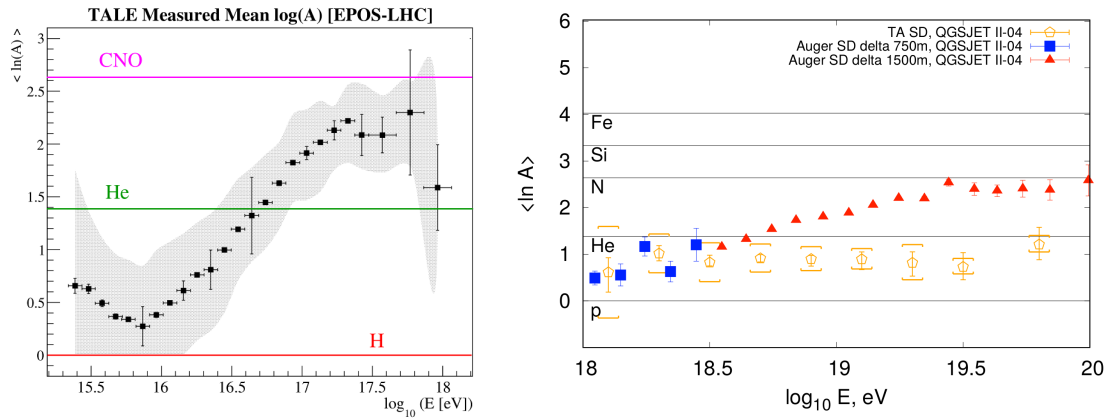 TALE Measured Mean log(A) [EPOS-LHC]
< ln(A) >
3
2.5
2
1.5
1
0.5
0
CNO
He
H
15.5
16
16.5
17
17.5
18
log10 (E [eV])
TA SD, QGSJET II-04
Auger SD delta 750m, QGSJET II-04
Auger SD delta 1500m, QGSJET II-04
<ln A>
6
5
4
3
2
1
0
Fe
Si
N
He
p
18
18.5
19
19.5
20
log10 E, eV